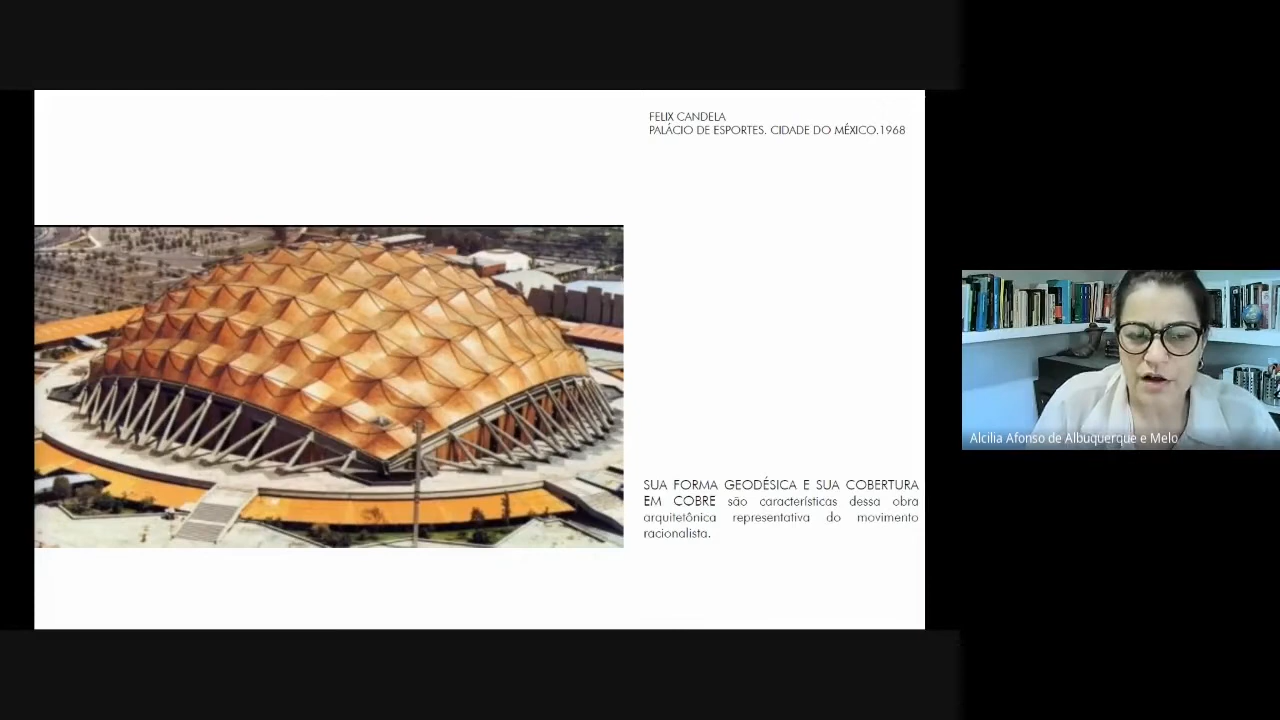 FELIX CANDELA
PALÁCIO DE ESPORTES. CIDADE DO MÉXICO.1968
SUA FORMA GEODÉSICA E SUA COBERTURA
EM COBRE são características dessa obra
arquitetônica representativa do movimento
racionalista.
Alcilia Afonso de Albuquerque e Melo